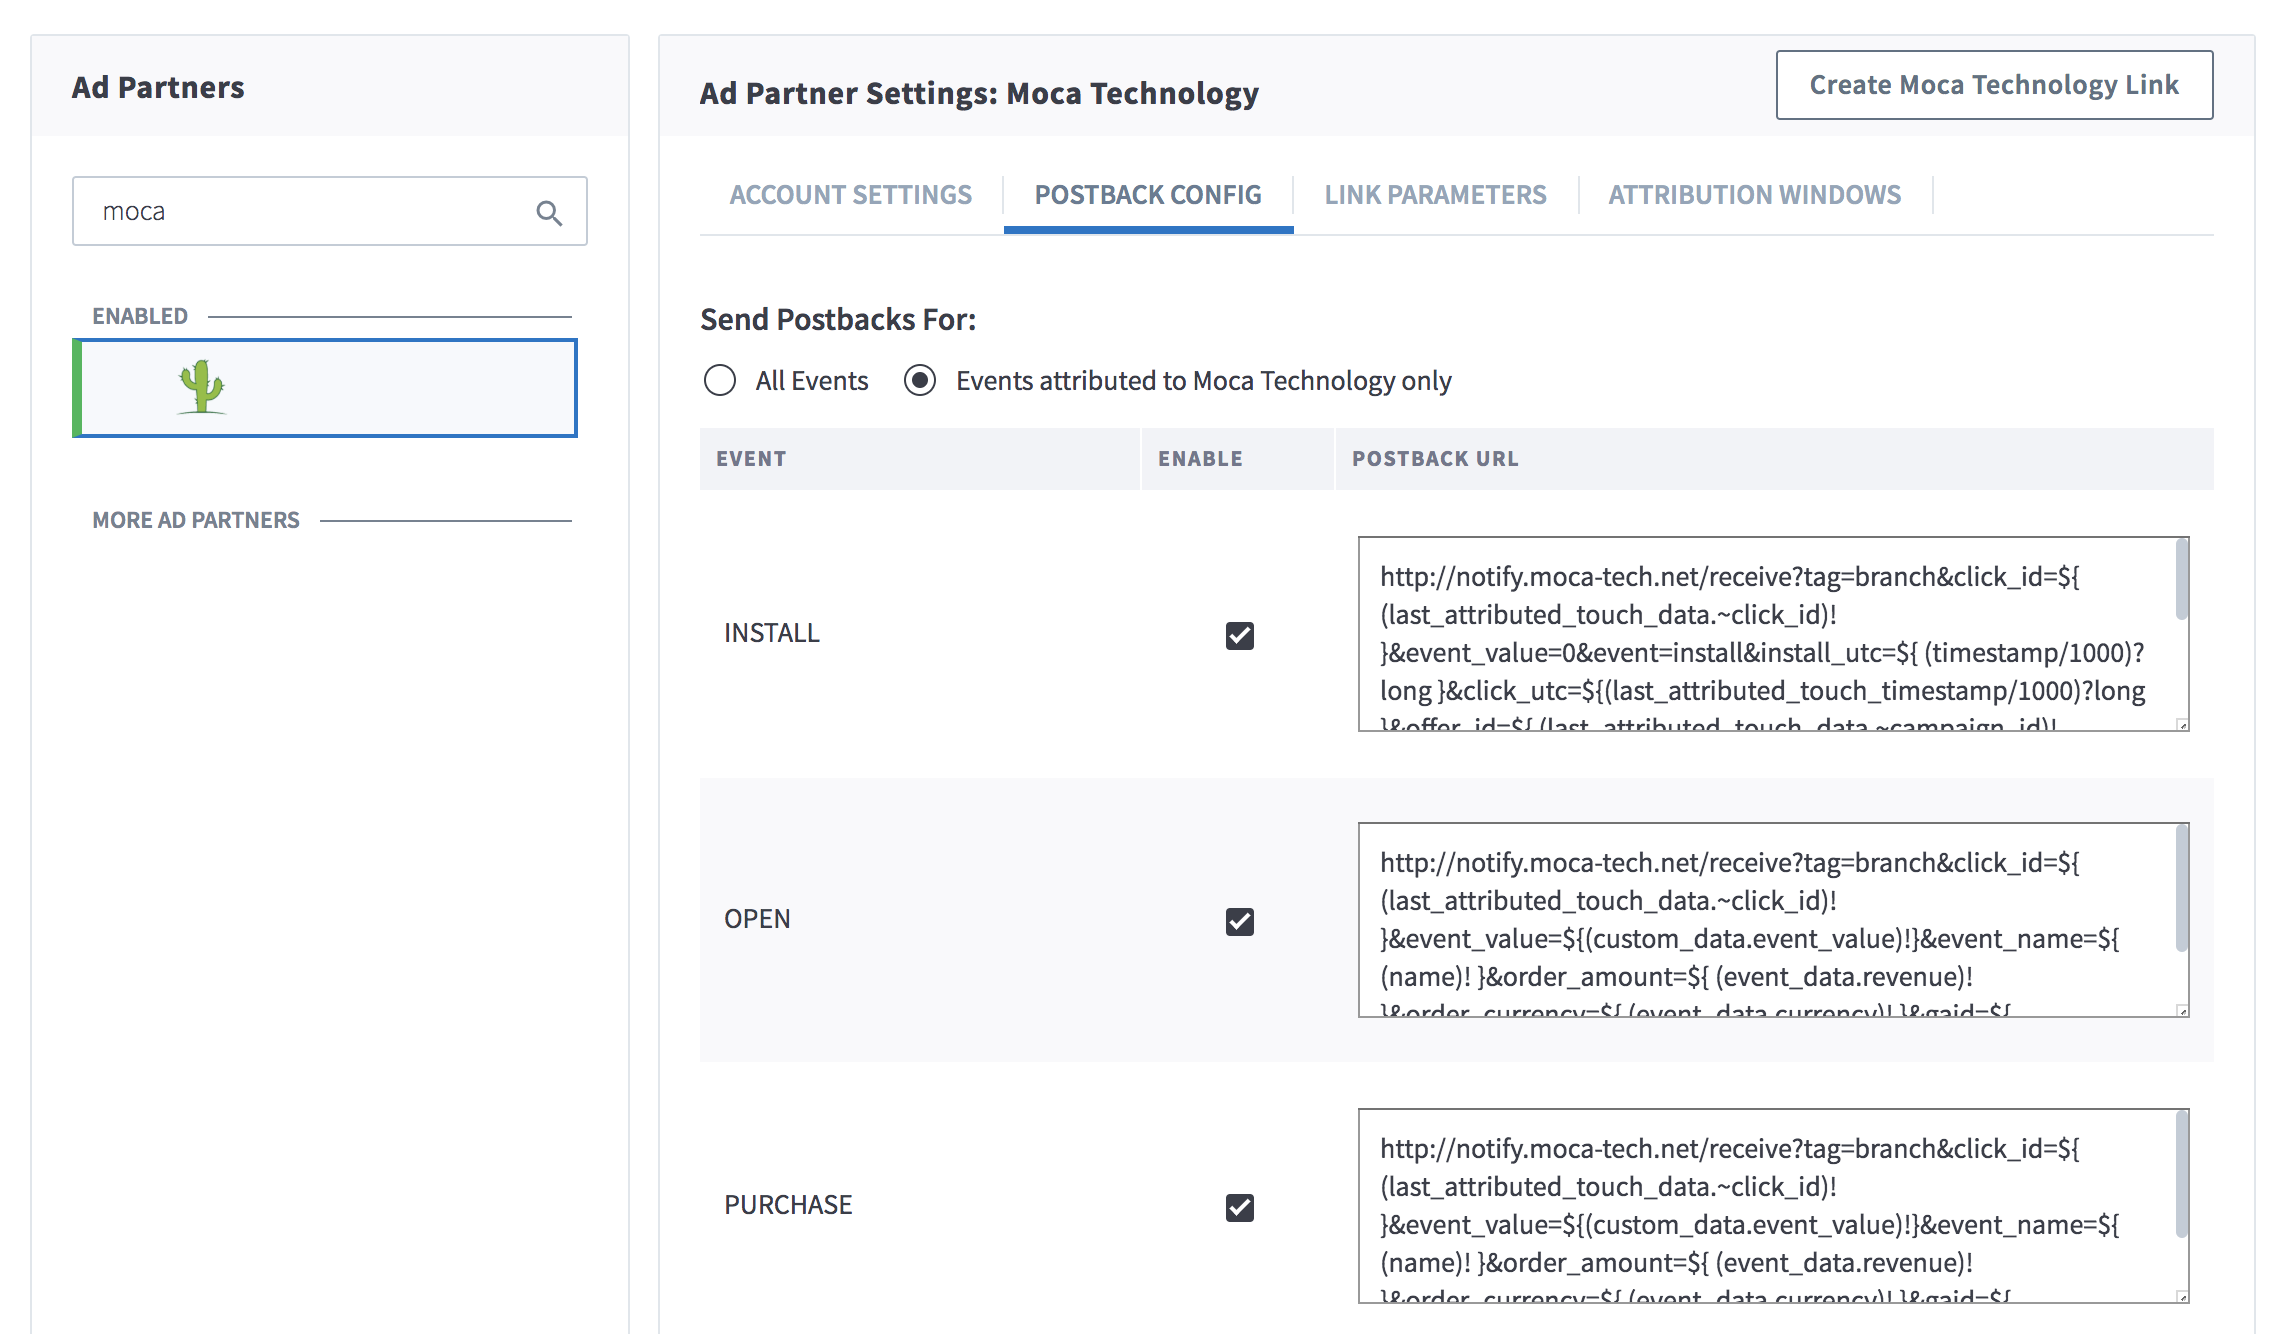 Ad Partners
moca
ENABLED
MORE AD PARTNERS
Ad Partner Settings: Moca Technology
Create Moca Technology Link
ACCOUNT SETTINGS
POSTBACK CONFIG
LINK PARAMETERS
ATTRIBUTION WINDOWS
Send Postbacks For:
All Events
Events attributed to Moca Technology only
EVENT
ENABLE
POSTBACK URL
INSTALL
http://notify.moca-tech.net/receive?tag=branch&click_id=${
(last_attributed_touch_data.~click_id)!
}&event_value=0&event=install&install_utc=${ (timestamp/1000)?
long }&click_utc=${(last_attributed_touch_timestamp/1000)?long
}&offer_id=${ (last_attributed_touch_data.~campaign_id)!
OPEN
http://notify.moca-tech.net/receive?tag=branch&click_id=${
(last_attributed_touch_data.~click_id)!
}&event_value=${(custom_data.event_value)!}&event_name=${
(name)! }&order_amount=${ (event_data.revenue)!
}&order_currency=${ (event_data.currency)! }&gaid=${
PURCHASE
http://notify.moca-tech.net/receive?tag=branch&click_id=${
(last_attributed_touch_data.~click_id)!
}&event_value=${(custom_data.event_value)!}&event_name=${
(name)! }&order_amount=${ (event_data.revenue)!
}&order_currency=${ (event_data.currency)! }&gaid=${